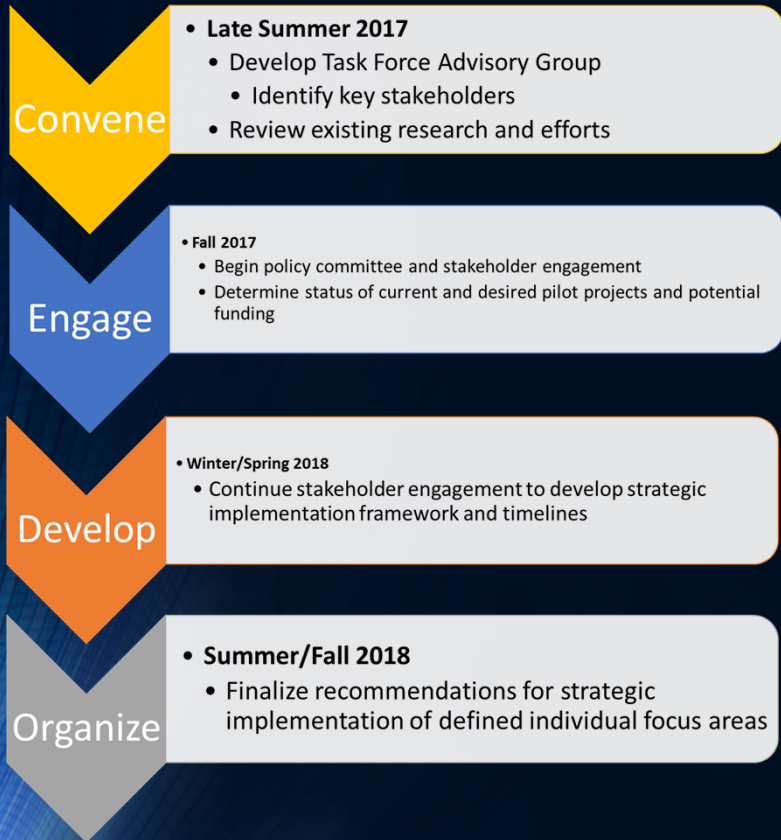 Convene
• Late Summer 2017
• Develop Task Force Advisory Group
• Identify key stakeholders
• Review existing research and efforts
Engage
• Fall 2017
• Begin policy committee and stakeholder engagement
• Determine status of current and desired pilot projects and potential
funding
Develop
• Winter/Spring 2018
• Continue stakeholder engagement to develop strategic
implementation framework and timelines
Organize
• Summer/Fall 2018
• Finalize recommendations for strategic
implementation of defined individual focus areas